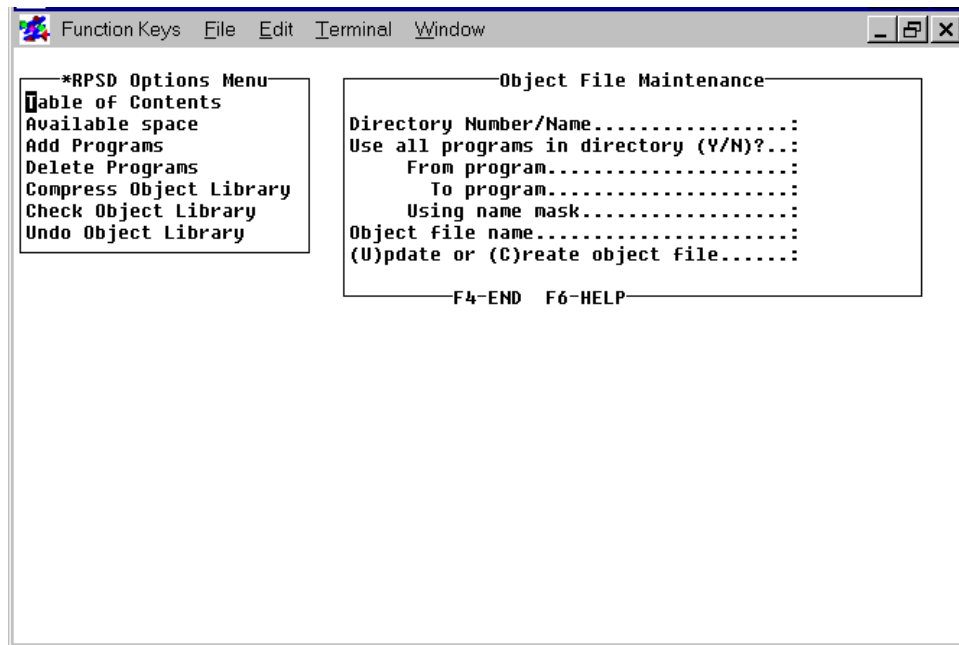 Function Keys File Edit Terminal Window
*RPSD Options Menu
Table of Contents
Available space
Add Programs
Delete Programs
Compress Object Library
Check Object Library
Undo Object Library
Object File Maintenance
Directory Number/Name.................:
Use all programs in directory (Y/N)?..:
From program.....................:
To program.....................:
Using name mask..................:
Object file name......................:
(U)pdate or (C)reate object file......:
F4-END F6-HELP